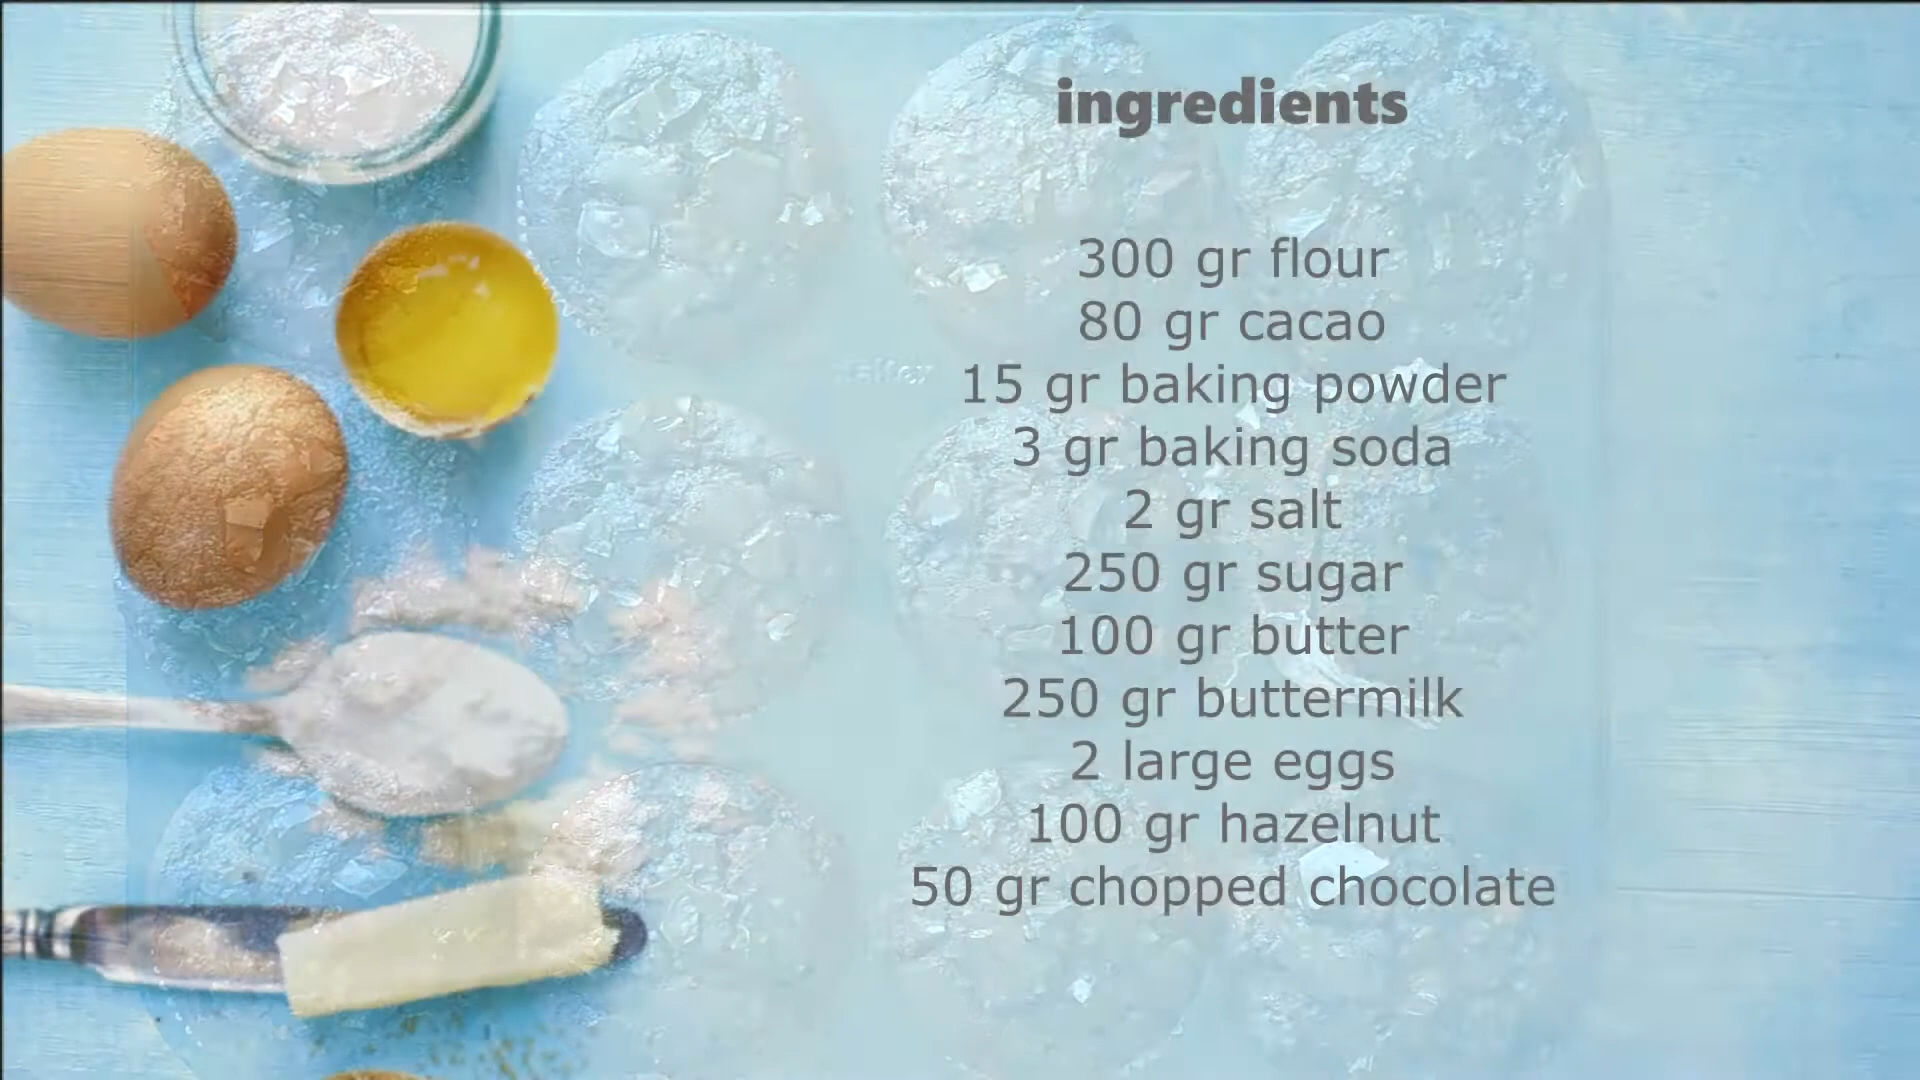 ingredients
300 gr flour
80 gr cacao
15 gr baking powder
3 gr baking soda
2 gr salt
250 gr sugar
100 gr butter
250 gr buttermilk
2 large eggs
100 gr hazelnut
50 gr chopped chocolate